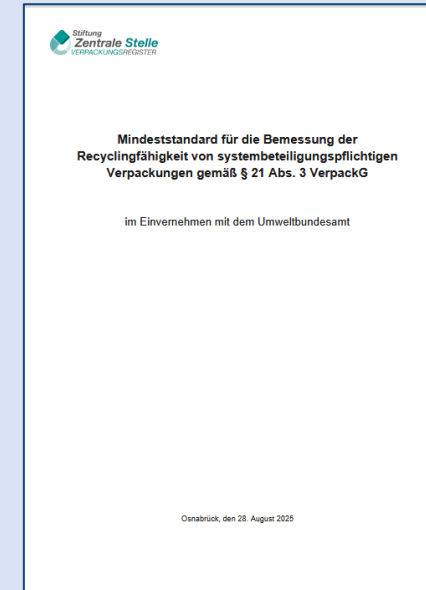 Stiftung
Zentrale Stelle
VERPACKUNGSREGISTER
Mindeststandard für die Bemessung der
Recyclingfähigkeit von systembeteiligungspflichtigen
Verpackungen gemäß § 21 Abs. 3 VerpackG
im Einvernehmen mit dem Umweltbundesamt
Osnabrück, den 28. August 2025